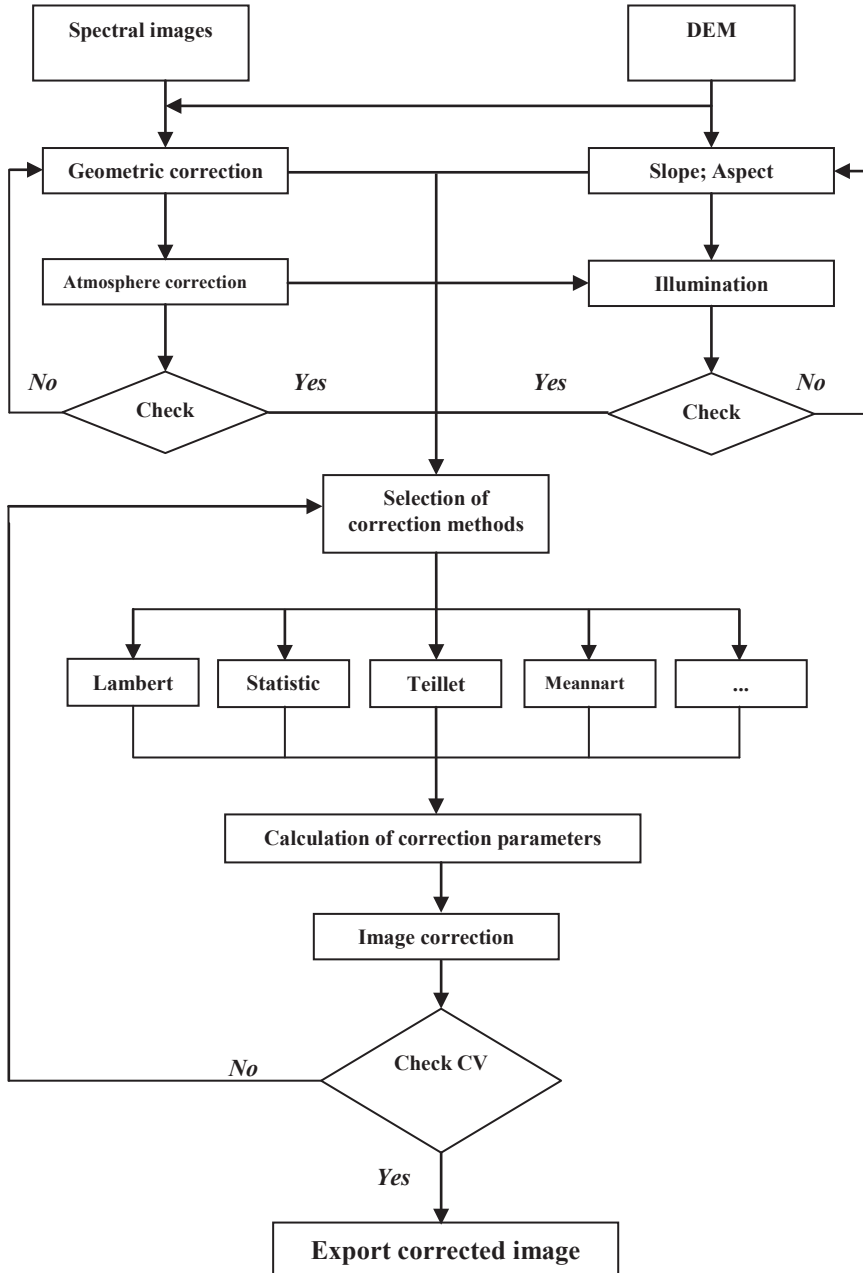 Spectral images
DEM
Geometric correction
Slope; Aspect
Atmosphere correction
Illumination
No
Yes
Yes
No
Check
Check
Selection of
correction methods
Lambert
Statistic
Teillet
Meannart
...
Calculation of correction parameters
Image correction
Check CV
No
Yes
Export corrected image